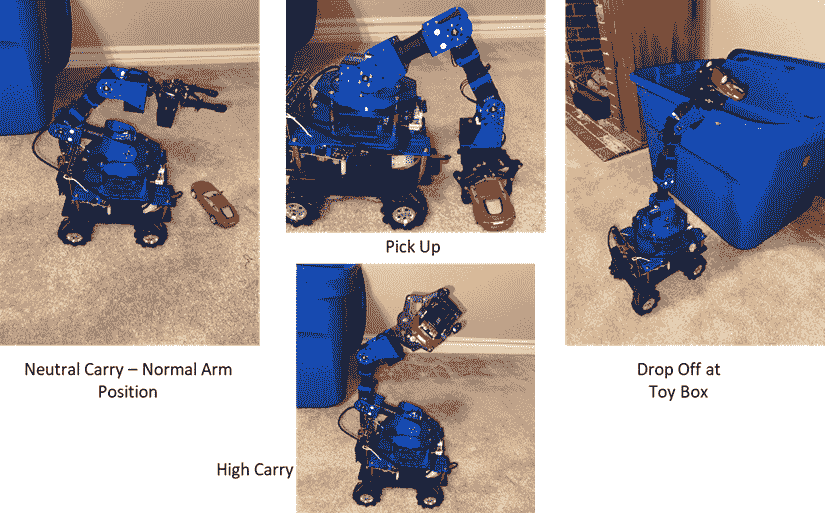 Pick Up
Neutral Carry – Normal Arm
Position
Drop Off at
Toy Box
High Carry